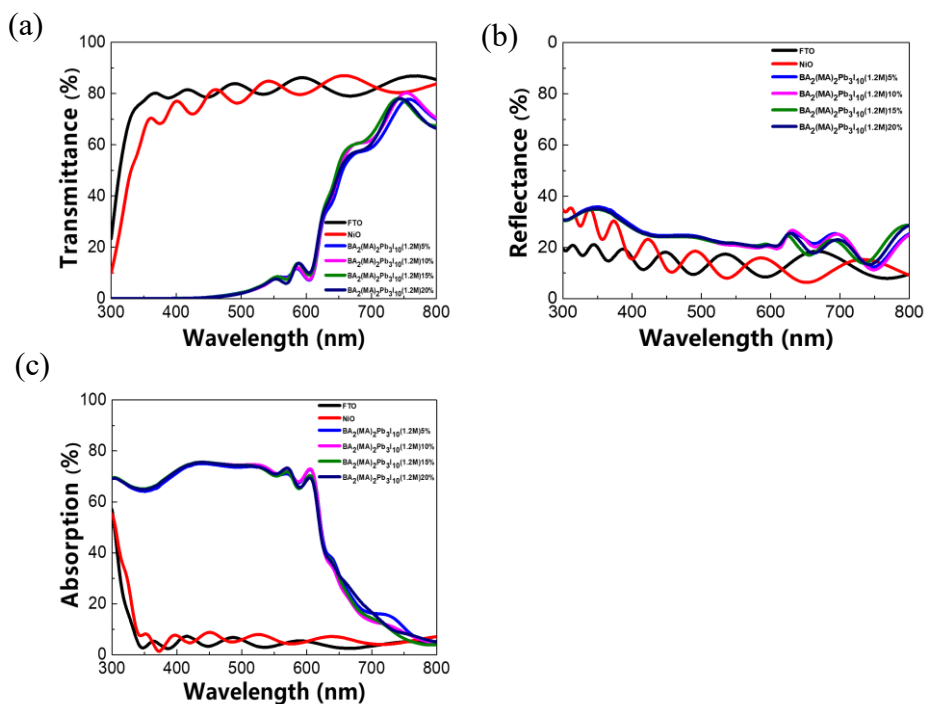 (a)
100
80
60
40
20
0
300 400 500 600 700 800
Transmittance (%)
Wavelength (nm)
FTO
NiO
BA2(MA)2Pb3I10(1.2M)5%
BA2(MA)2Pb3I10(1.2M)10%
BA2(MA)2Pb3I10(1.2M)15%
BA2(MA)2Pb3I10(1.2M)20%
(b)
0
80
60
40
20
0
300 400 500 600 700 800
Reflectance (%)
Wavelength (nm)
FTO
NiO
BA2(MA)2Pb3I10(1.2M)5%
BA2(MA)2Pb3I10(1.2M)10%
BA2(MA)2Pb3I10(1.2M)15%
BA2(MA)2Pb3I10(1.2M)20%
(c)
100
80
60
40
20
0
300 400 500 600 700 800
Absorption (%)
Wavelength (nm)
FTO
NiO
BA2(MA)2Pb3I10(1.2M)5%
BA2(MA)2Pb3I10(1.2M)10%
BA2(MA)2Pb3I10(1.2M)15%
BA2(MA)2Pb3I10(1.2M)20%